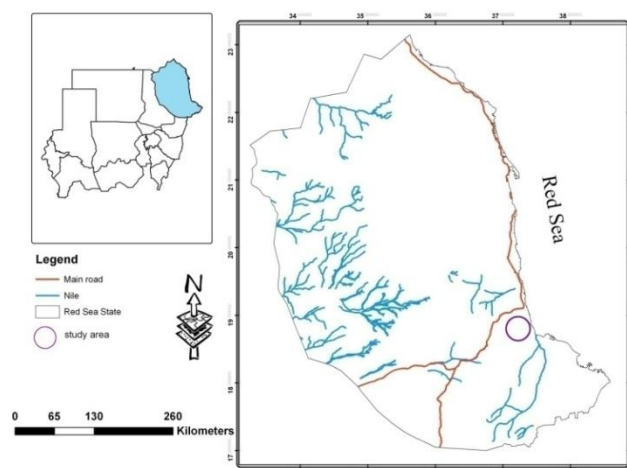 34 35 36 37 38
23
22
21
20
19
18
17
Red Sea
Legend
Main road
Nile
Red Sea State
study area
N
0 65 130 260
Kilometers